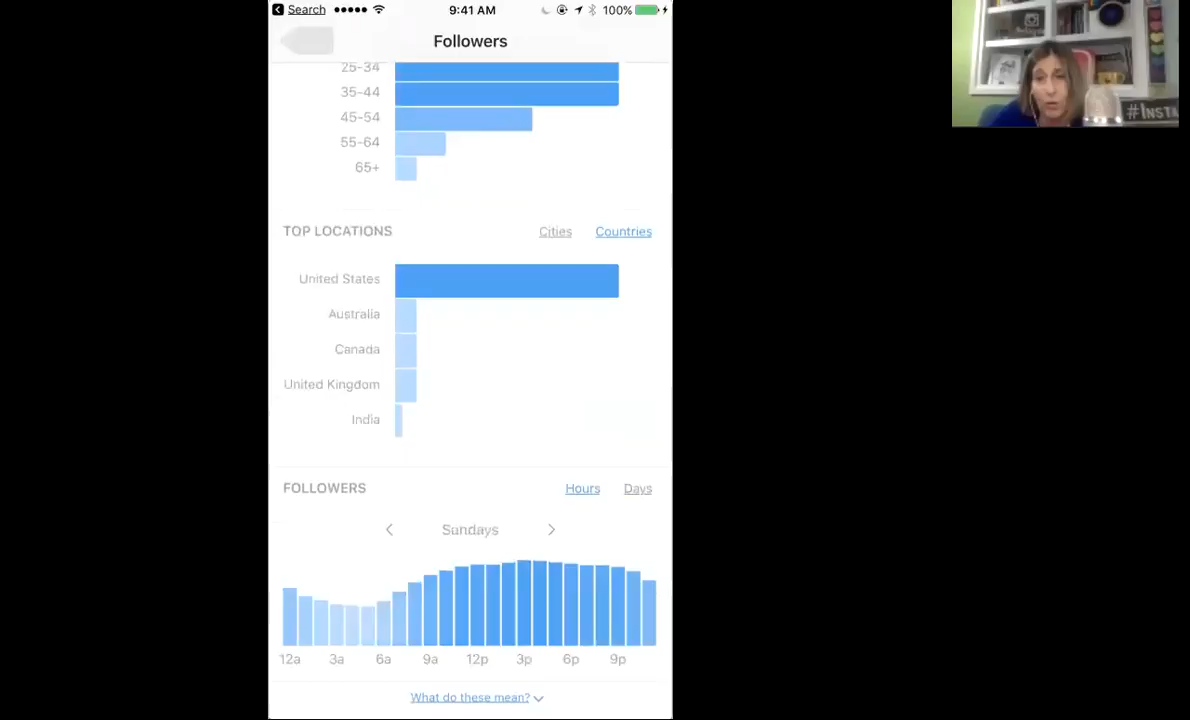 Search 9:41 AM 100%
Followers
25-34
35-44
45-54
55-64
65+
TOP LOCATIONS Cities Countries
United States
Australia
Canada
United Kingdom
India
FOLLOWERS Hours Days
Sundays
12a 3a 6a 9a 12p 3p 6p 9p
What do these mean?